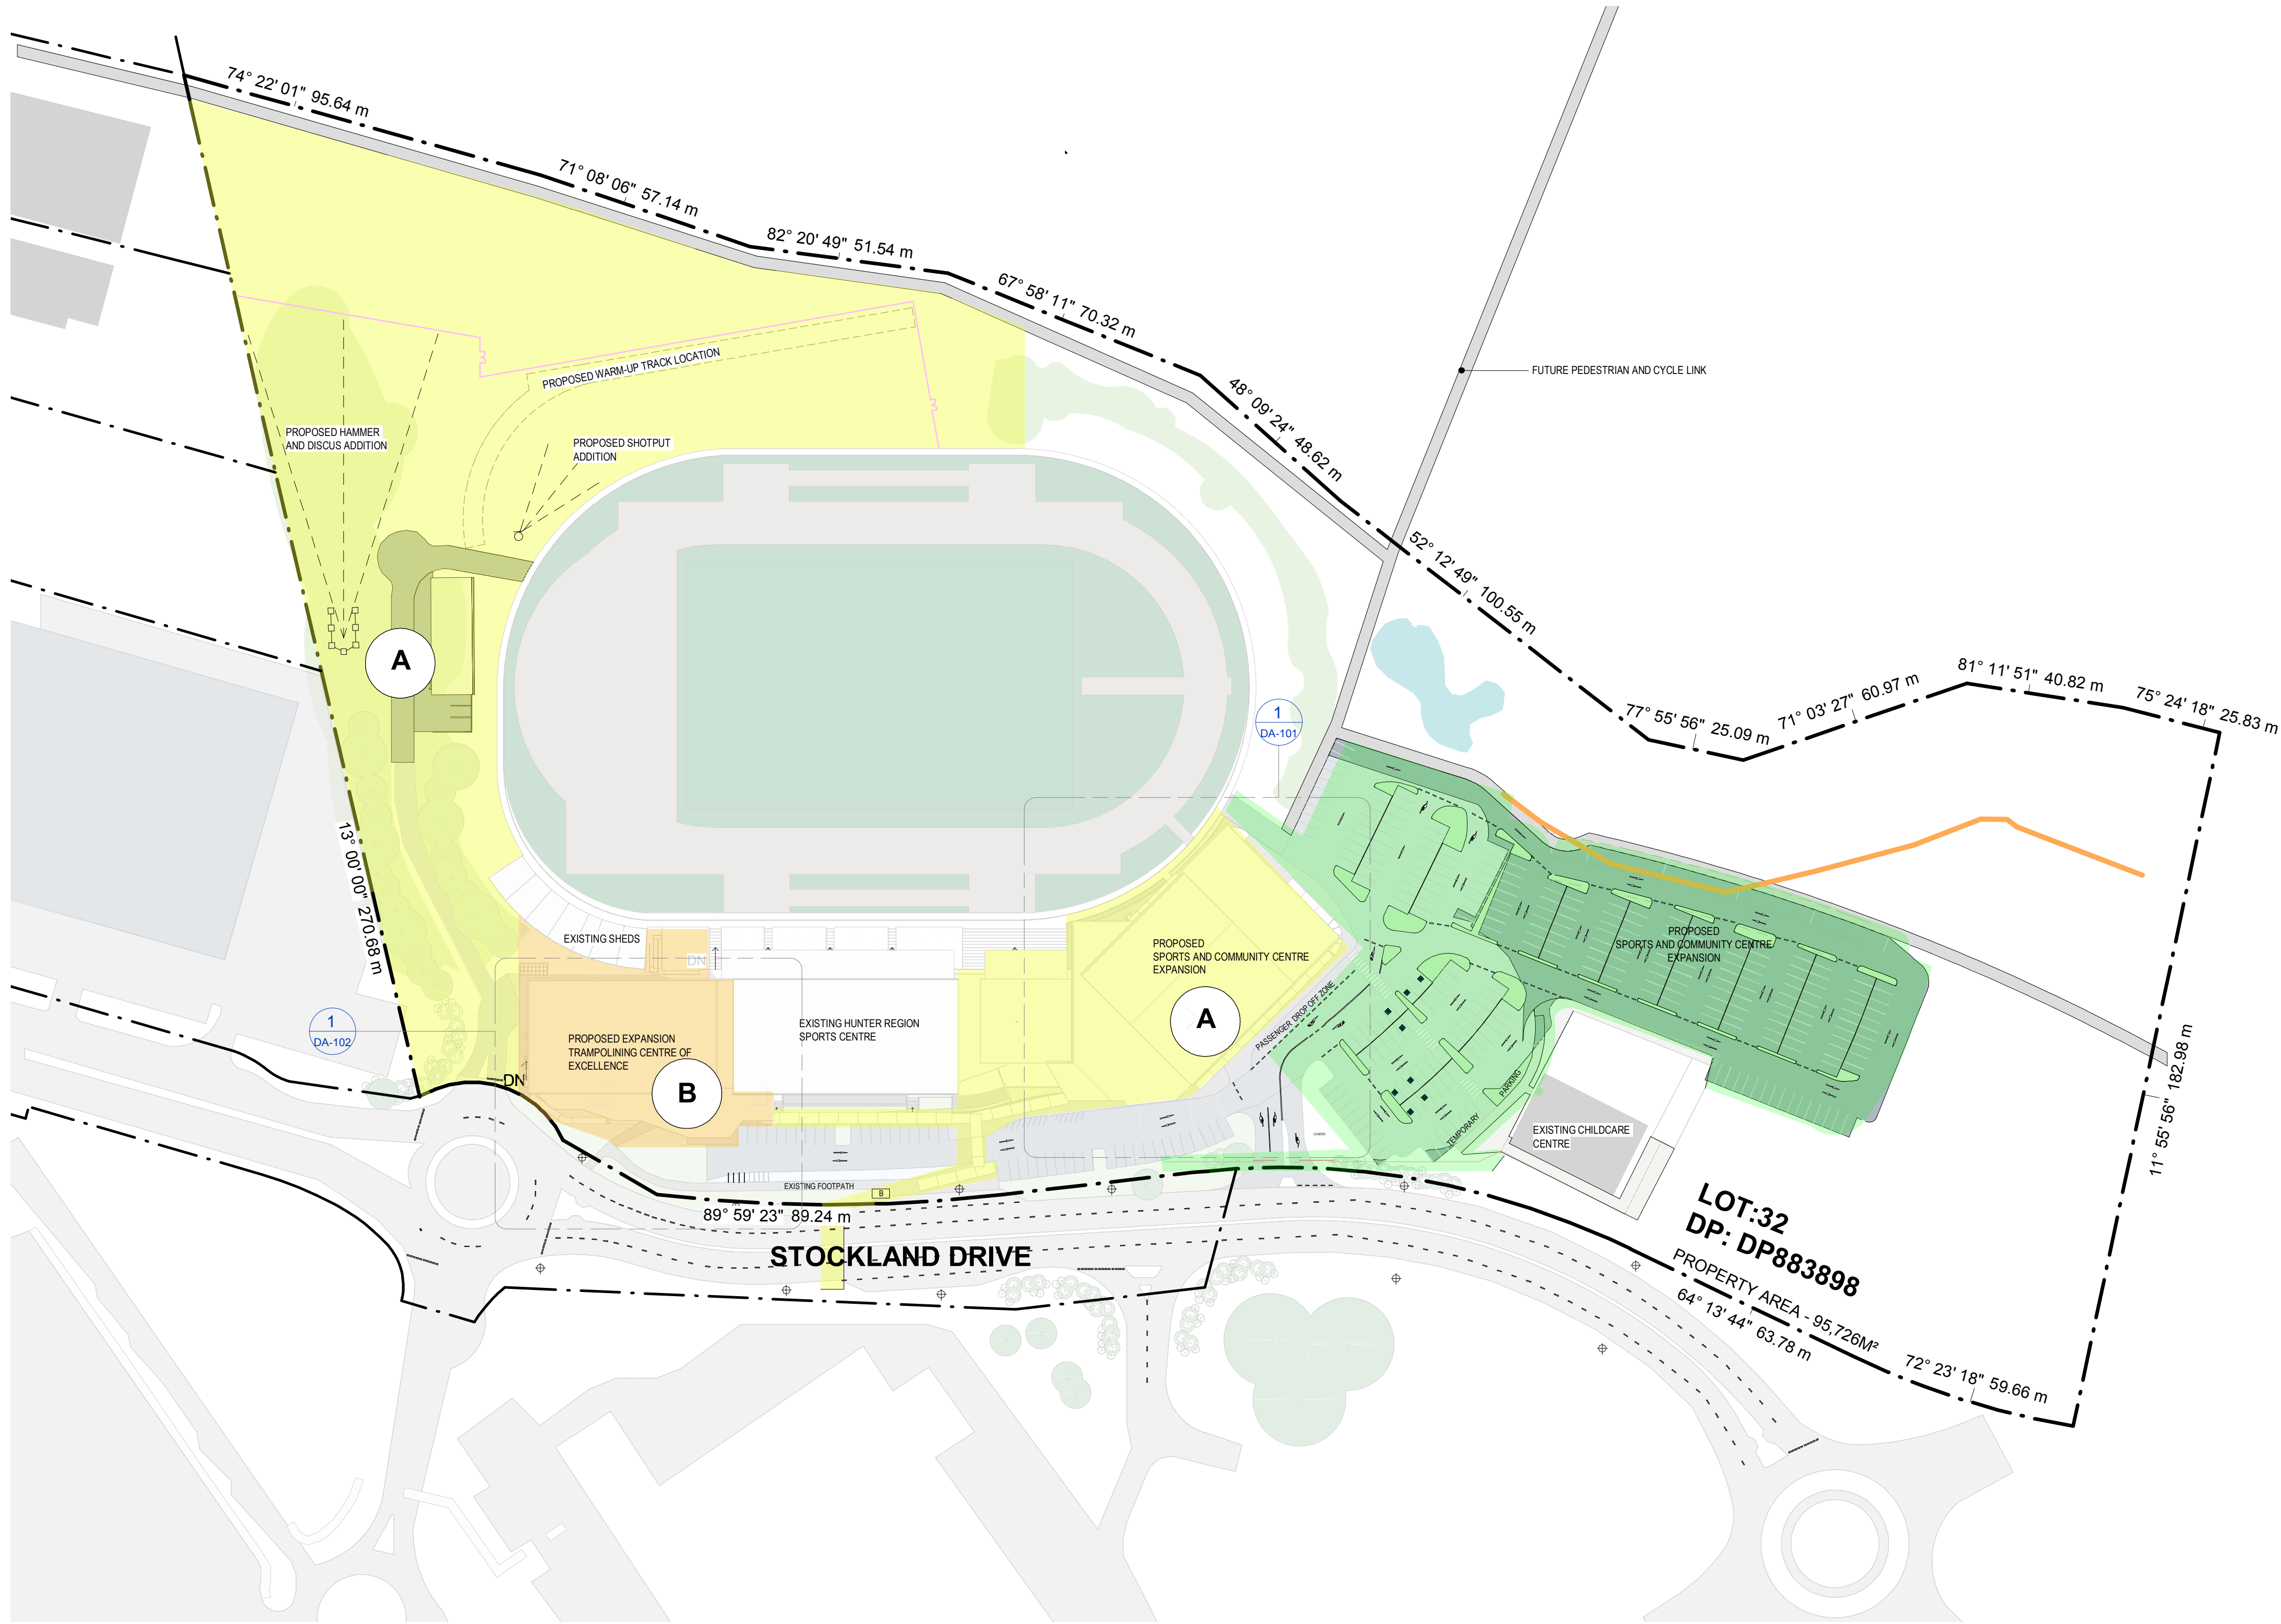 74° 22' 01" 95.64 m
71° 08' 06" 57.14 m
82° 20' 49" 51.54 m
67° 58' 11" 70.32 m
48° 09' 24" 48.62 m
FUTURE PEDESTRIAN AND CYCLE LINK
PROPOSED WARM-UP TRACK LOCATION
PROPOSED HAMMER
AND DISCUS ADDITION
PROPOSED SHOTPUT
ADDITION
52° 12' 49" 100.55 m
A
77° 55' 56" 25.09 m
71° 03' 27" 60.97 m
81° 11' 51" 40.82 m
75° 24' 18" 25.83 m
1
DA-101
13° 00' 00" 270.68 m
EXISTING SHEDS
DN
PROPOSED
SPORTS AND COMMUNITY CENTRE
EXPANSION
PROPOSED
SPORTS AND COMMUNITY CENTRE
EXPANSION
A
PASSENGER DROP OFF ZONE
1
DA-102
EXISTING HUNTER REGION
SPORTS CENTRE
PROPOSED EXPANSION
TRAMPOLINING CENTRE OF
EXCELLENCE
B
DN
TEMPORARY
PARKING
EXISTING CHILDCARE
CENTRE
11° 55' 56" 182.98 m
EXISTING FOOTPATH
B
89° 59' 23" 89.24 m
STOCKLAND DRIVE
LOT:32
DP: DP883898
PROPERTY AREA - 95,726M²
64° 13' 44" 63.78 m
72° 23' 18" 59.66 m